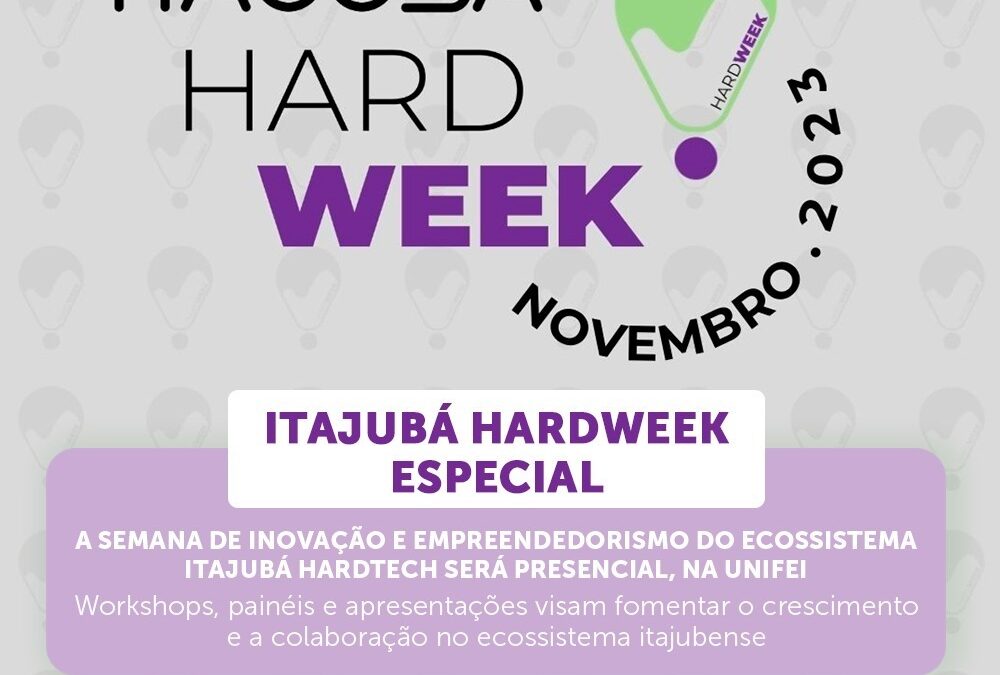 HARD
WEEK
HARDWEEK
NOVEMBRO.2023
ITAJUBÁ HARDWEEK
ESPECIAL
A SEMANA DE INOVAÇÃO E EMPREENDEDORISMO DO ECOSSISTEMA
ITAJUBÁ HARDTECH SERÁ PRESENCIAL, NA UNIFEI
Workshops, painéis e apresentações visam fomentar o crescimento
e a colaboração no ecossistema itajubense